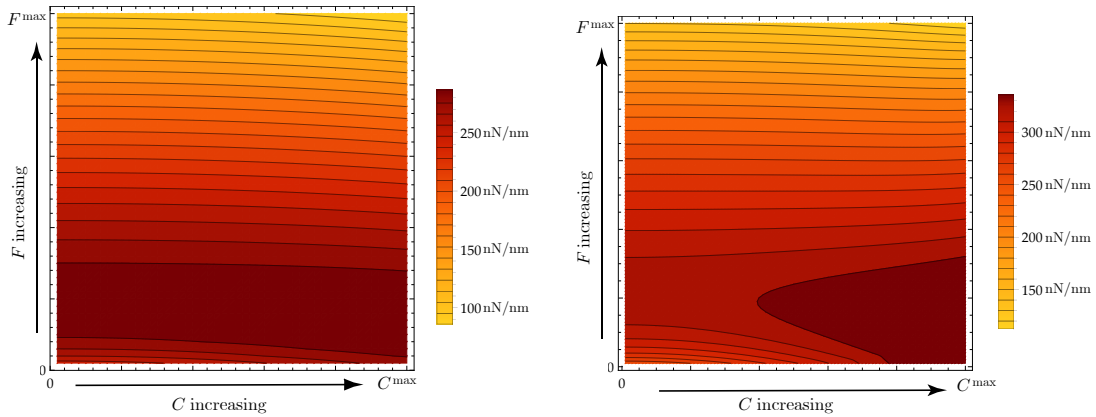 F^max
F increasing
0
0
C^max
C increasing
250 nN/nm
200 nN/nm
150 nN/nm
100 nN/nm
F^max
F increasing
0
0
C^max
C increasing
300 nN/nm
250 nN/nm
200 nN/nm
150 nN/nm